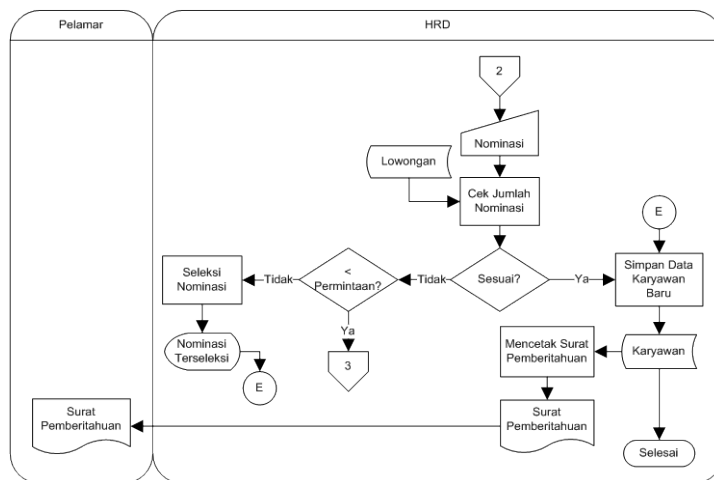 Pelamar
HRD
2
Nominasi
Lowongan
Cek Jumlah
Nominasi
E
Seleksi
Nominasi
Tidak
<
Permintaan?
Tidak
Sesuai?
Ya
Simpan Data
Karyawan
Baru
Ya
Nominasi
Terseleksi
3
Mencetak Surat
Pemberitahuan
Karyawan
E
Surat
Pemberitahuan
Surat
Pemberitahuan
Selesai